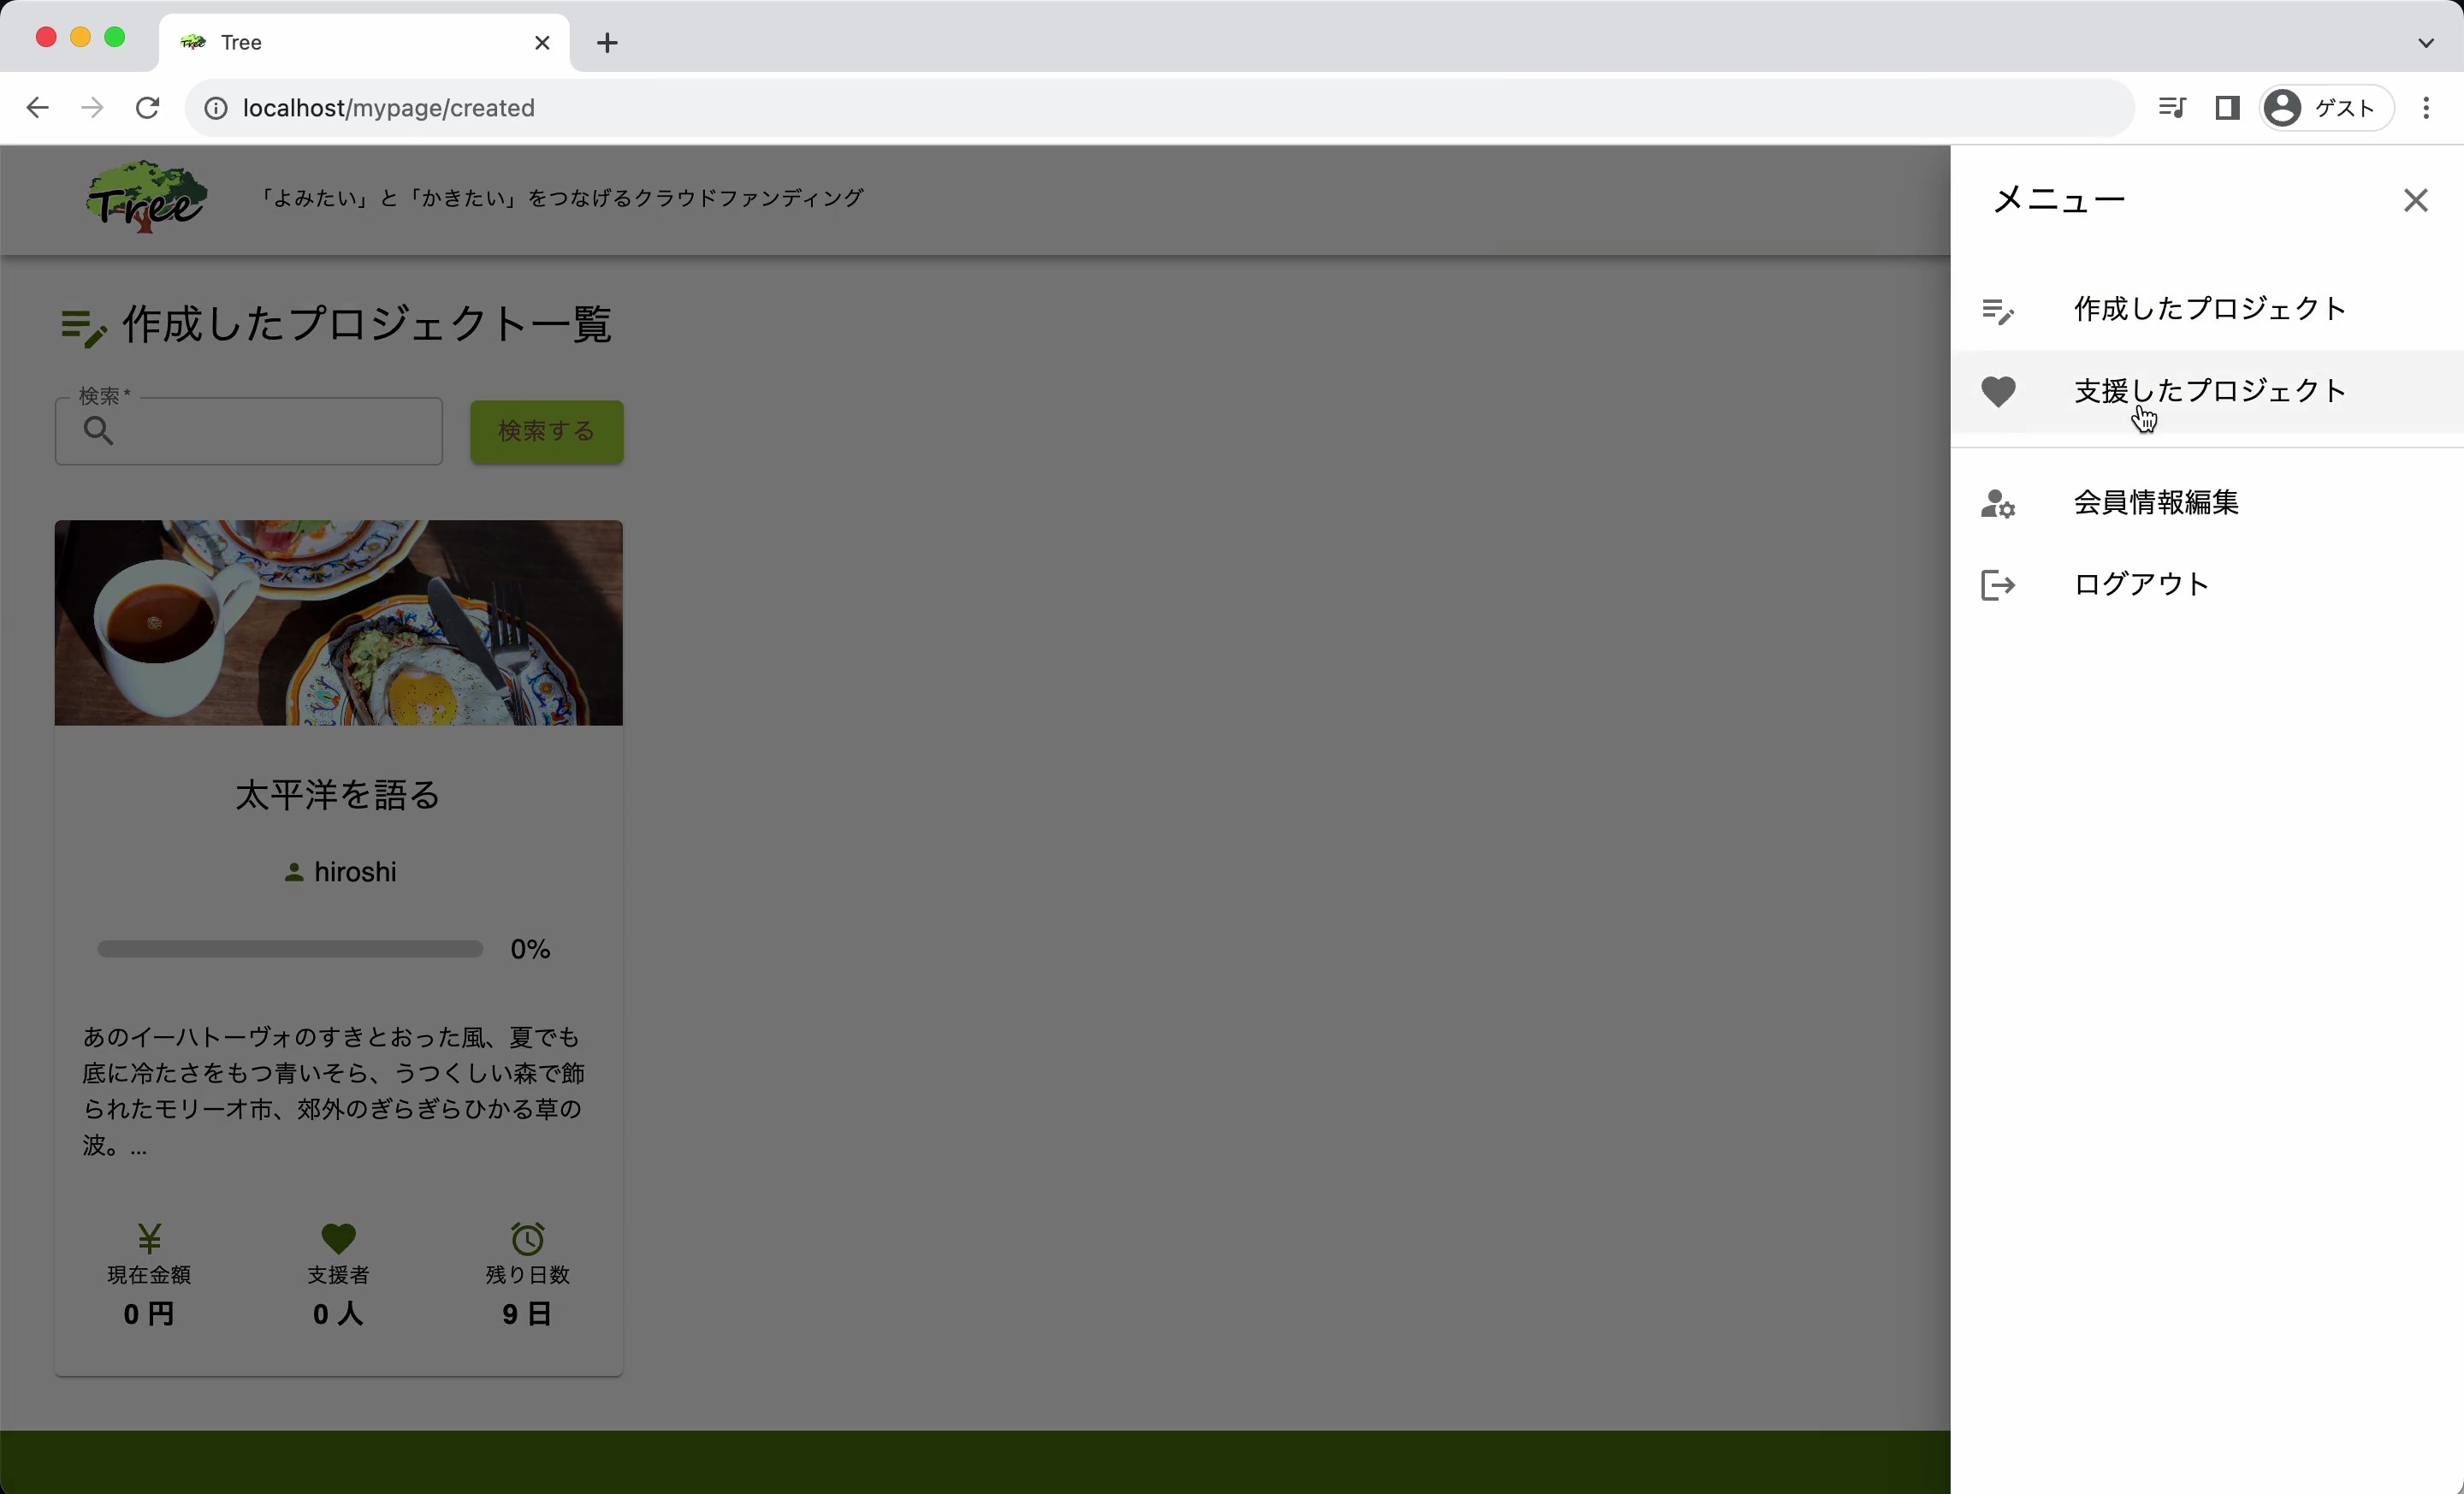 Tree
localhost/mypage/created
ゲスト
Tree
「よみたい」と「かきたい」をつなげるクラウドファンディング
作成したプロジェクト一覧
検索*
検索する
太平洋を語る
hiroshi
0%
あのイーハトーヴォのすきとおった風、夏でも
底に冷たさをもつ青いそら、うつくしい森で飾
られたモリーオ市、郊外のぎらぎらひかる草の
波。...
現在金額
0 円
支援者
0 人
残り日数
9 日
メニュー
作成したプロジェクト
支援したプロジェクト
会員情報編集
ログアウト